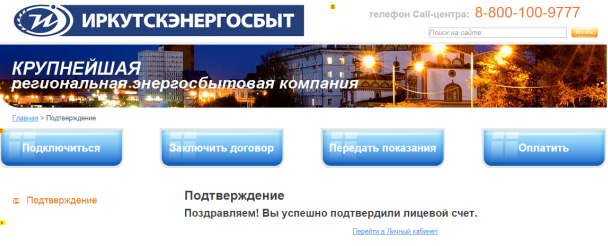 ИРКУТСКЭНЕРГОСБЫТ
телефон Call-центра: 8-800-100-9777
Поиск на сайте
Искать
КРУПНЕЙШАЯ
региональная энергосбытовая компания
Главная > Подтверждение
Подключиться
Заключить договор
Передать показания
Оплатить
Подтверждение
Подтверждение
Поздравляем! Вы успешно подтвердили лицевой счет.
Перейти в Личный кабинет